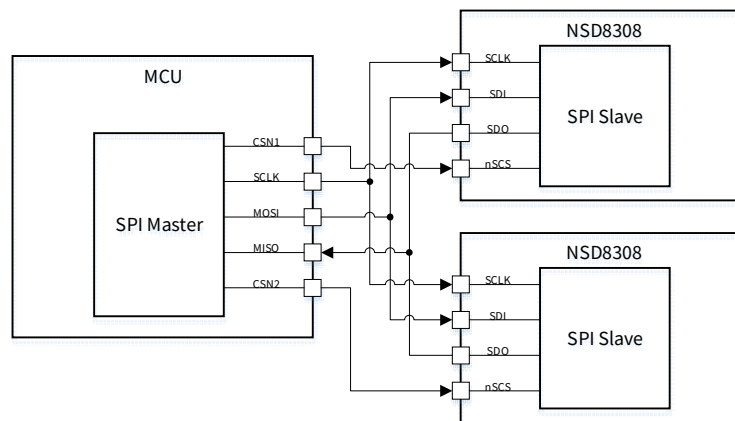 MCU
SPI Master
CSN1
SCLK
MOSI
MISO
CSN2
NSD8308
SCLK
SDI
SDO
nSCS
SPI Slave
NSD8308
SCLK
SDI
SDO
nSCS
SPI Slave